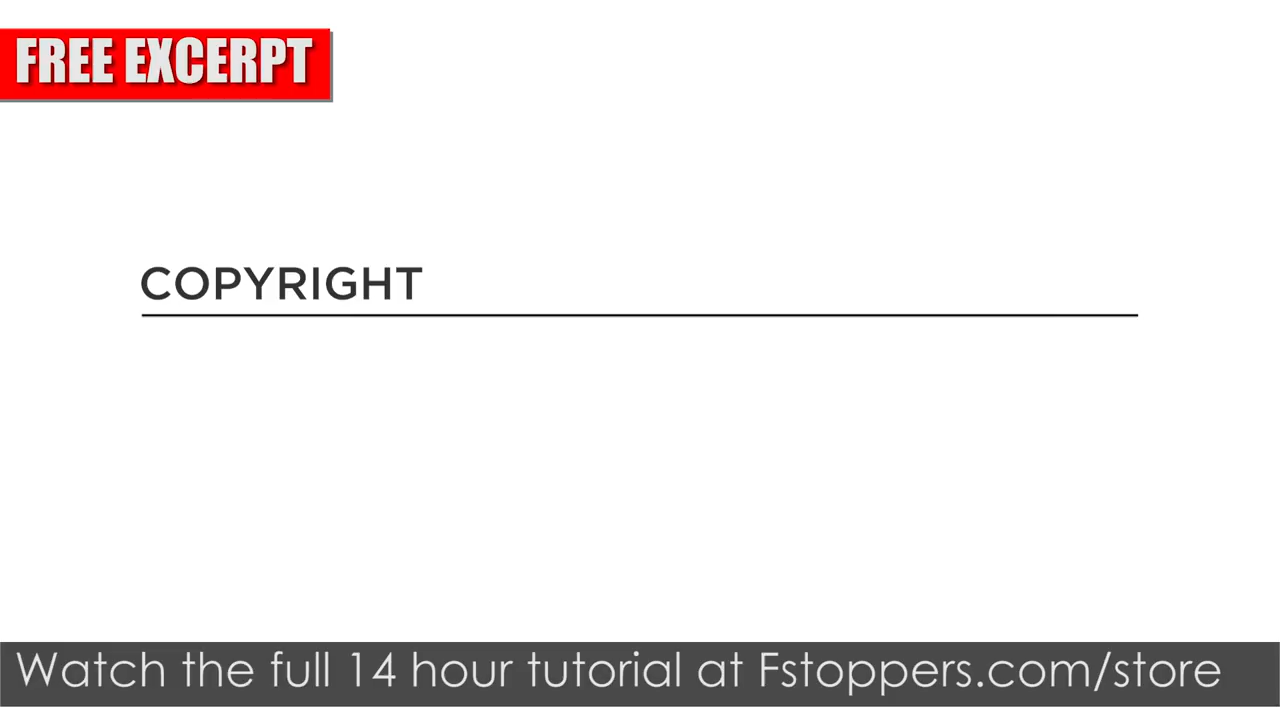 FREE EXCERPT
COPYRIGHT
Watch the full 14 hour tutorial at Fstoppers.com/store